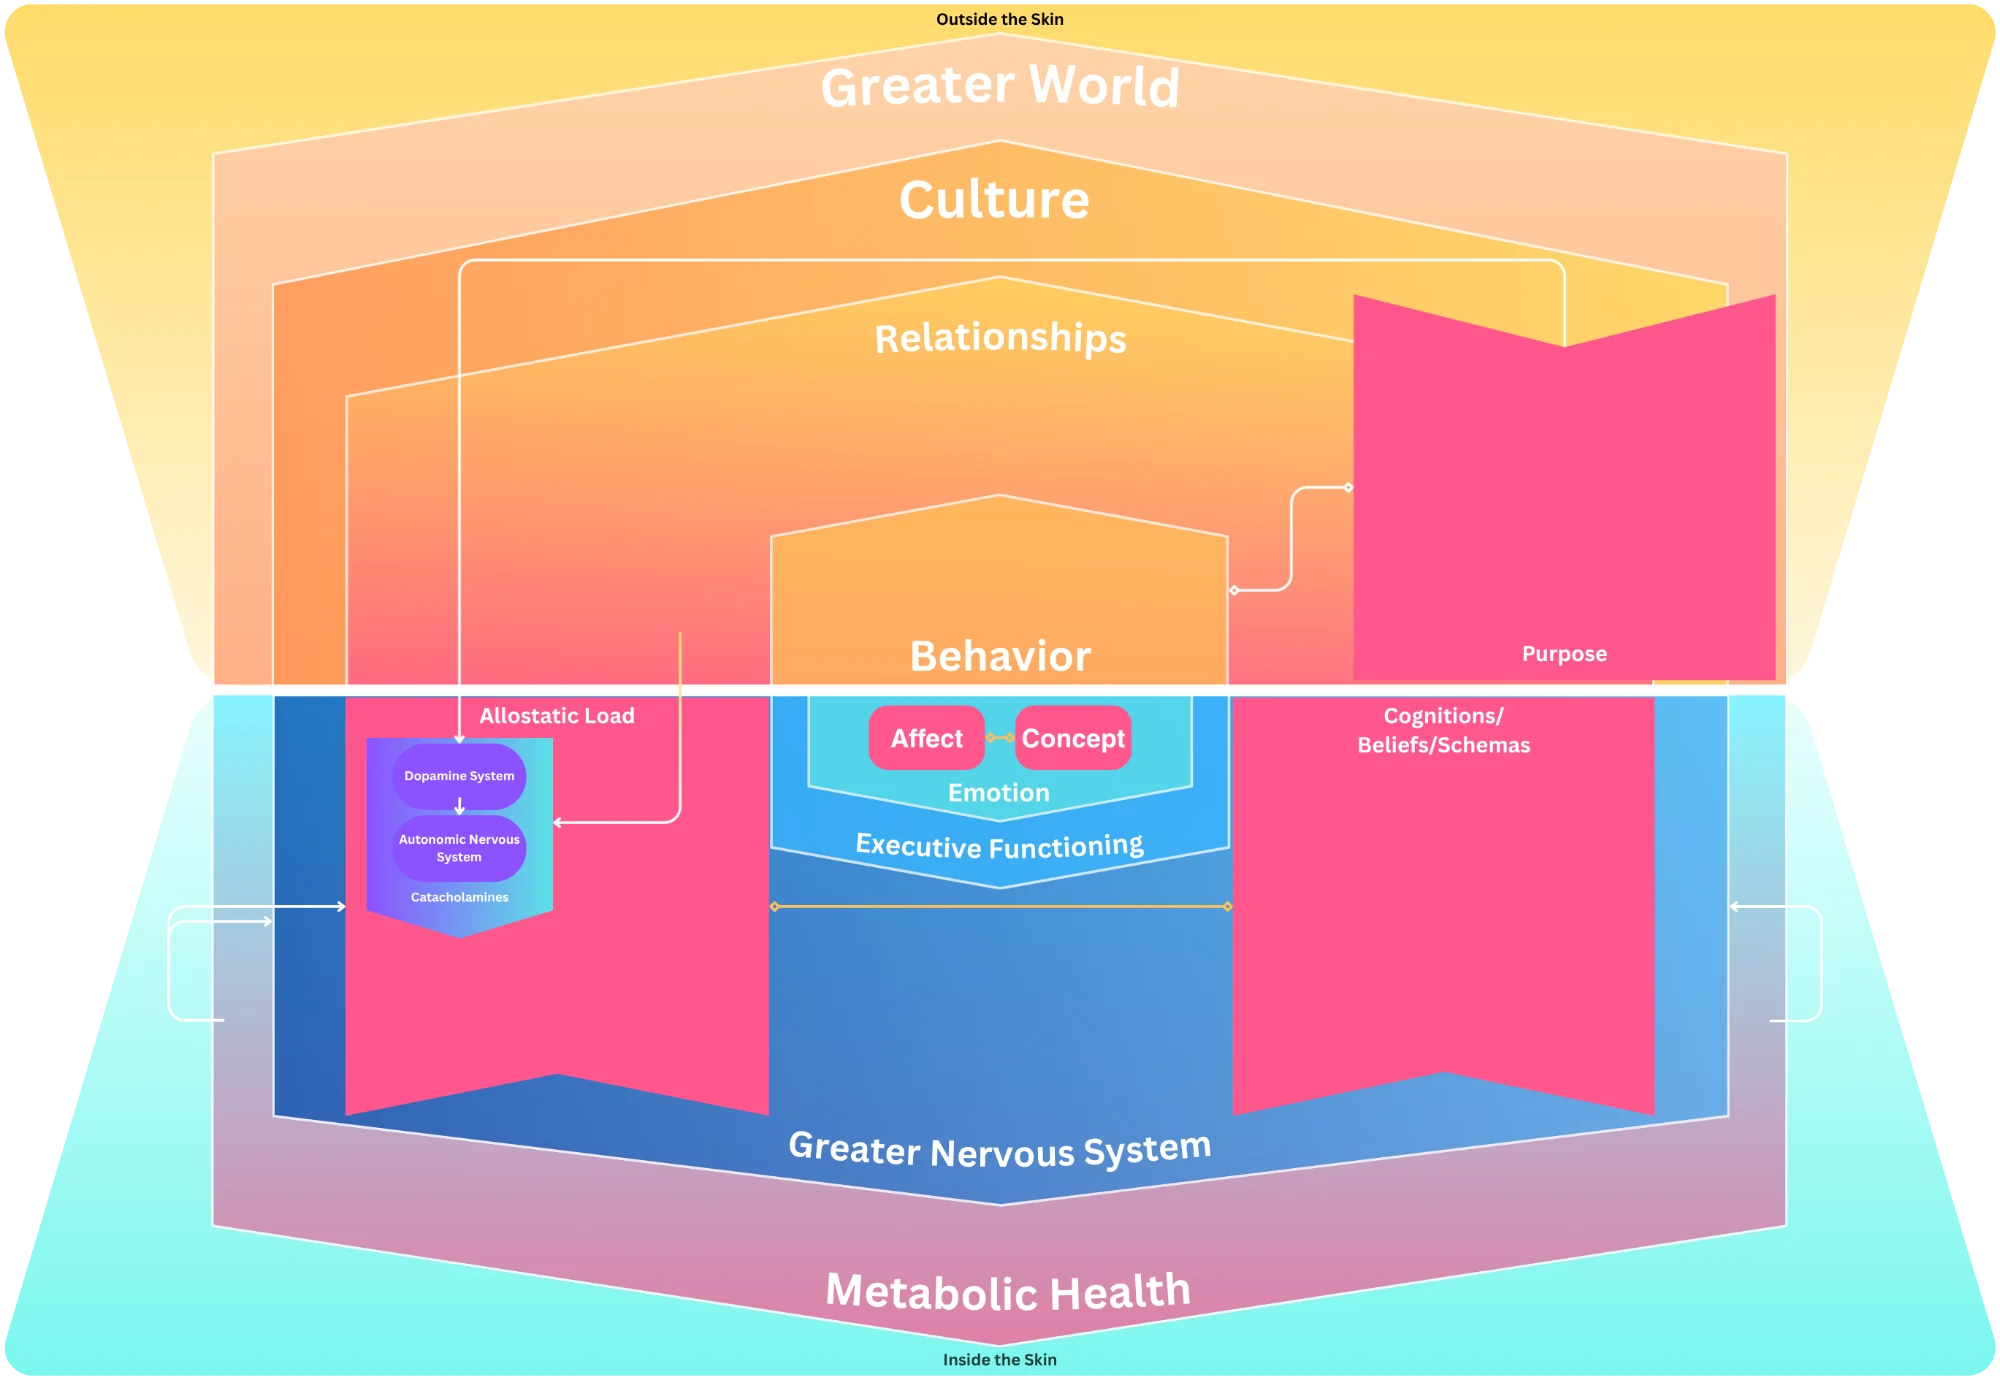 Outside the Skin
Greater World
Culture
Relationships
Behavior
Purpose
Allostatic Load
Dopamine System
Autonomic Nervous
System
Catacholamines
Affect
Concept
Emotion
Executive Functioning
Cognitions/
Beliefs/Schemas
Greater Nervous System
Metabolic Health
Inside the Skin